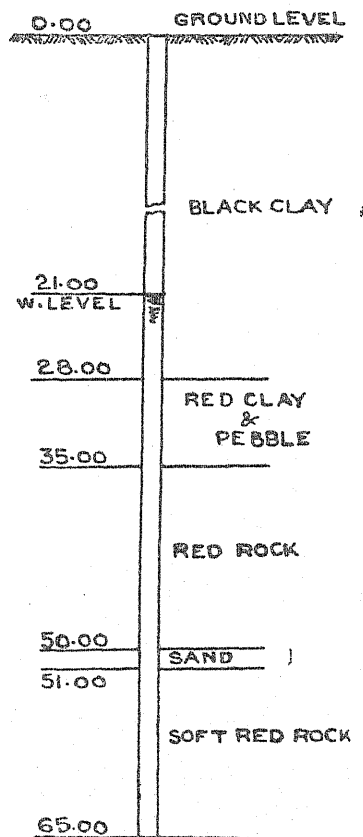 0.00 GROUND LEVEL
BLACK CLAY
21.00
W. LEVEL
28.00
RED CLAY
&
PEBBLE
35.00
RED ROCK
50.00
SAND
51.00
SOFT RED ROCK
65.00